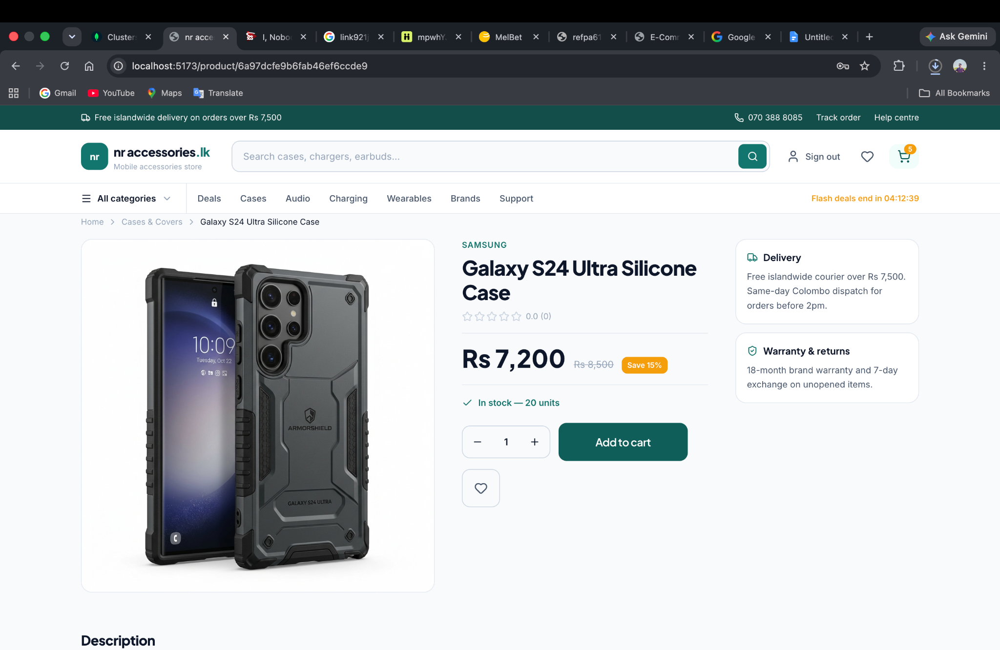 Cluster
nr acce
I, Nobo
link921j
mpwhY
MelBet
refpa61
E-Com
Google
Untitled
Ask Gemini
localhost:5173/product/6a97dcfe9b6fab46ef6ccde9
Gmail
YouTube
Maps
Translate
All Bookmarks
Free islandwide delivery on orders over Rs 7,500
070 388 8085
Track order
Help centre
nr
nr accessories.lk
Mobile accessories store
Search cases, chargers, earbuds...
Sign out
5
All categories
Deals
Cases
Audio
Charging
Wearables
Brands
Support
Flash deals end in 04:12:39
Home > Cases & Covers > Galaxy S24 Ultra Silicone Case
10:09
Tuesday, Oct 22
ARMORSHIELD
GALAXY S24 ULTRA
SAMSUNG
Galaxy S24 Ultra Silicone
Case
0.0 (0)
Rs 7,200
Rs 8,500
Save 15%
In stock — 20 units
1
Add to cart
Delivery
Free islandwide courier over Rs 7,500.
Same-day Colombo dispatch for
orders before 2pm.
Warranty & returns
18-month brand warranty and 7-day
exchange on unopened items.
Description